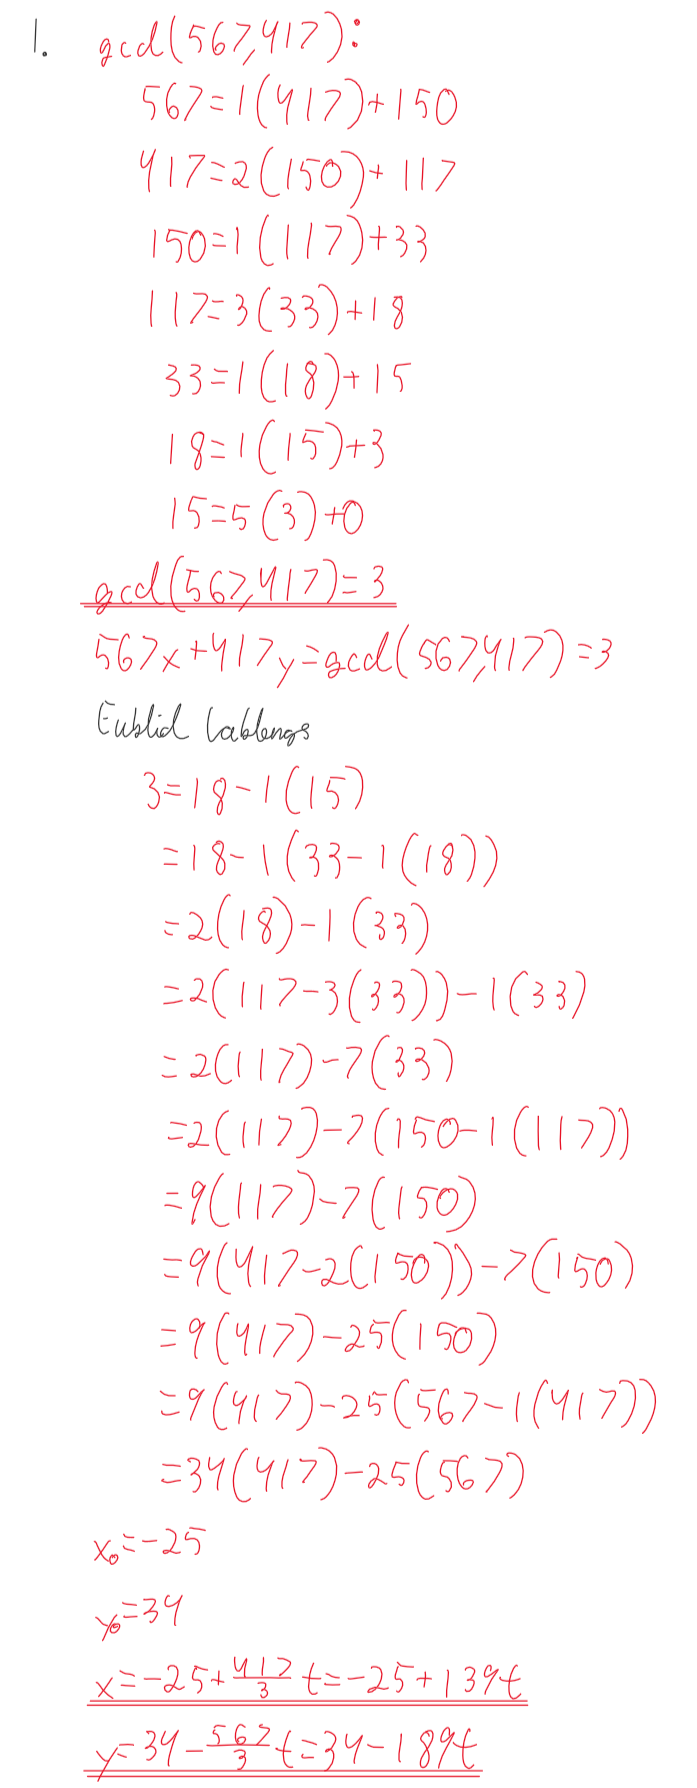 1. gcd(567,417):
567=1(417)+150
417=2(150)+117
150=1(117)+33
117=3(33)+18
33=1(18)+15
18=1(15)+3
15=5(3)+0
gcd(567,417)=3
567x+417y=gcd(567,417)=3
Euklid baklengs
3=18-1(15)
=18-1(33-1(18))
=2(18)-1(33)
=2(117-3(33))-1(33)
=2(117)-7(33)
=2(117)-7(150-1(117))
=9(117)-7(150)
=9(417-2(150))-7(150)
=9(417)-25(150)
=9(417)-25(567-1(417))
=34(417)-25(567)
x₀=-25
y₀=34
x=-25+417/3 t=-25+139t
y=34-567/3 t=34-189t